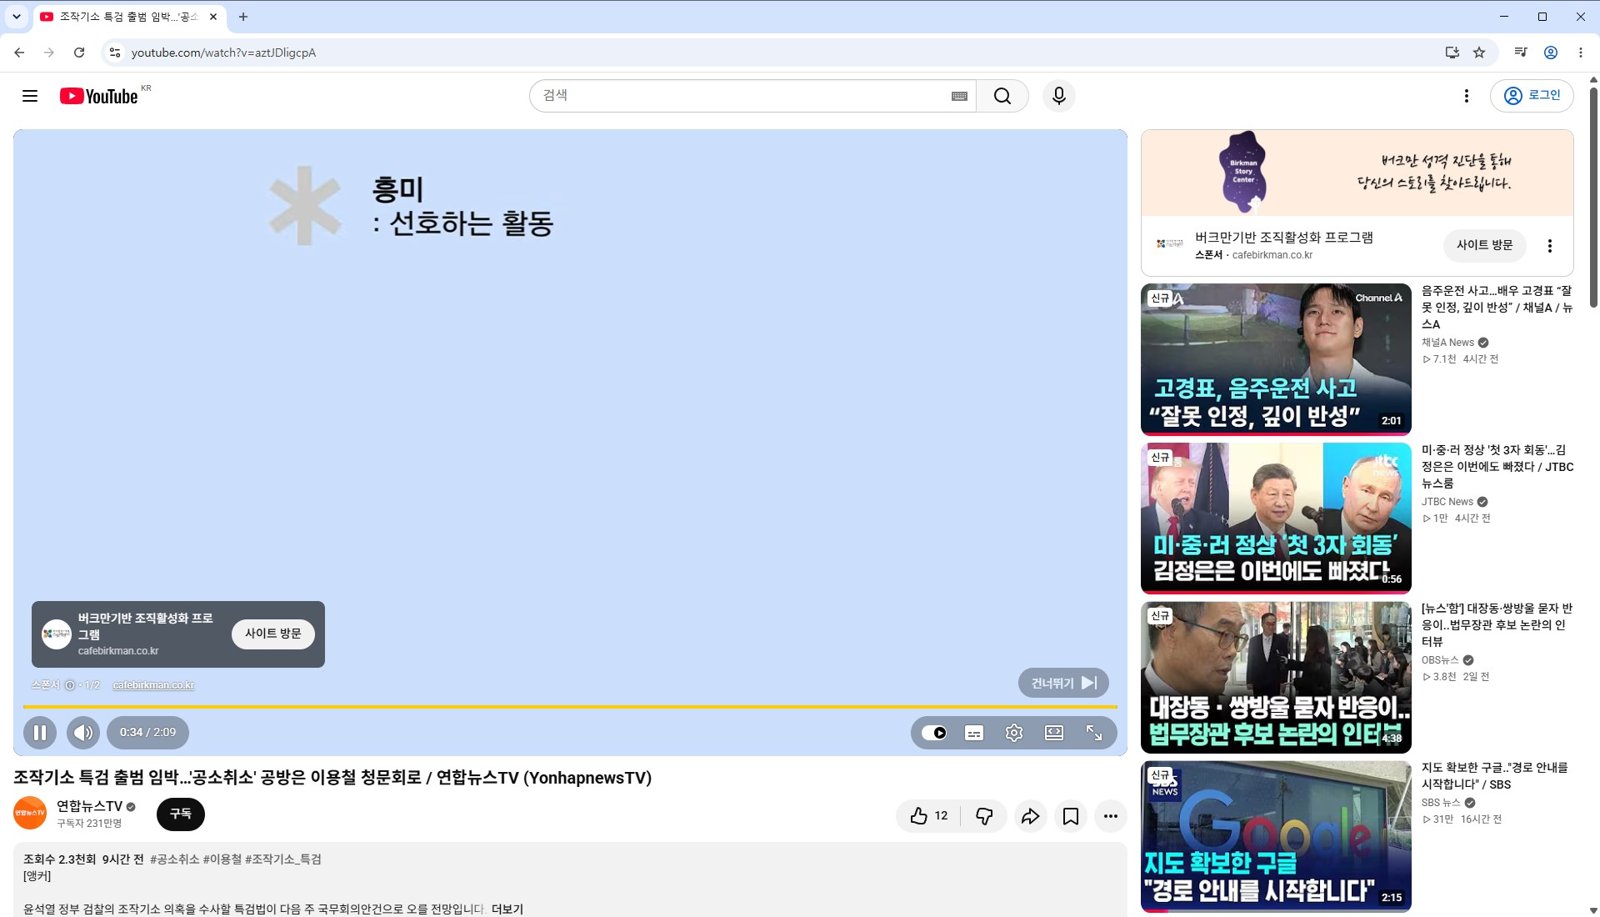 조작기소 특검 출범 임박...'공소
youtube.com/watch?v=aztJDligcpA
YouTube KR
검색
로그인
흥미
: 선호하는 활동
버크만기반 조직활성화 프로
그램
cafebirkman.co.kr
사이트 방문
스폰서 · 1/2 cafebirkman.co.kr
건너뛰기
0:34 / 2:09
조작기소 특검 출범 임박...'공소취소' 공방은 이용철 청문회로 / 연합뉴스TV (YonhapnewsTV)
연합뉴스TV
구독자 231만명
구독
12
조회수 2.3천회 9시간 전 #공소취소 #이용철 #조작기소_특검
[앵커]
윤석열 정부 검찰의 조작기소 의혹을 수사할 특검법이 다음 주 국무회의안건으로 오를 전망입니다. 더보기
Birkman
Story
Center
버크만 성격 진단을 통해
당신의 스토리를 찾아드립니다.
버크만기반 조직활성화 프로그램
스폰서 · cafebirkman.co.kr
사이트 방문
신규
Channel A
고경표, 음주운전 사고
“잘못 인정, 깊이 반성”
2:01
음주운전 사고…배우 고경표 “잘
못 인정, 깊이 반성” / 채널A / 뉴
스A
채널A News
7.1천 4시간 전
신규
jtbc
news
미·중·러 정상 '첫 3자 회동'
김정은은 이번에도 빠졌다
0:56
미·중·러 정상 '첫 3자 회동'…김
정은은 이번에도 빠졌다 / JTBC
뉴스룸
JTBC News
1만 4시간 전
신규
대장동·쌍방울 묻자 반응이..
법무장관 후보 논란의 인터뷰
4:38
[뉴스'합'] 대장동·쌍방울 묻자 반
응이..법무장관 후보 논란의 인
터뷰
OBS뉴스
3.8천 2일 전
신규
SBS
NEWS
Google
지도 확보한 구글
"경로 안내를 시작합니다"
2:15
지도 확보한 구글.."경로 안내를
시작합니다" / SBS
SBS 뉴스
31만 16시간 전